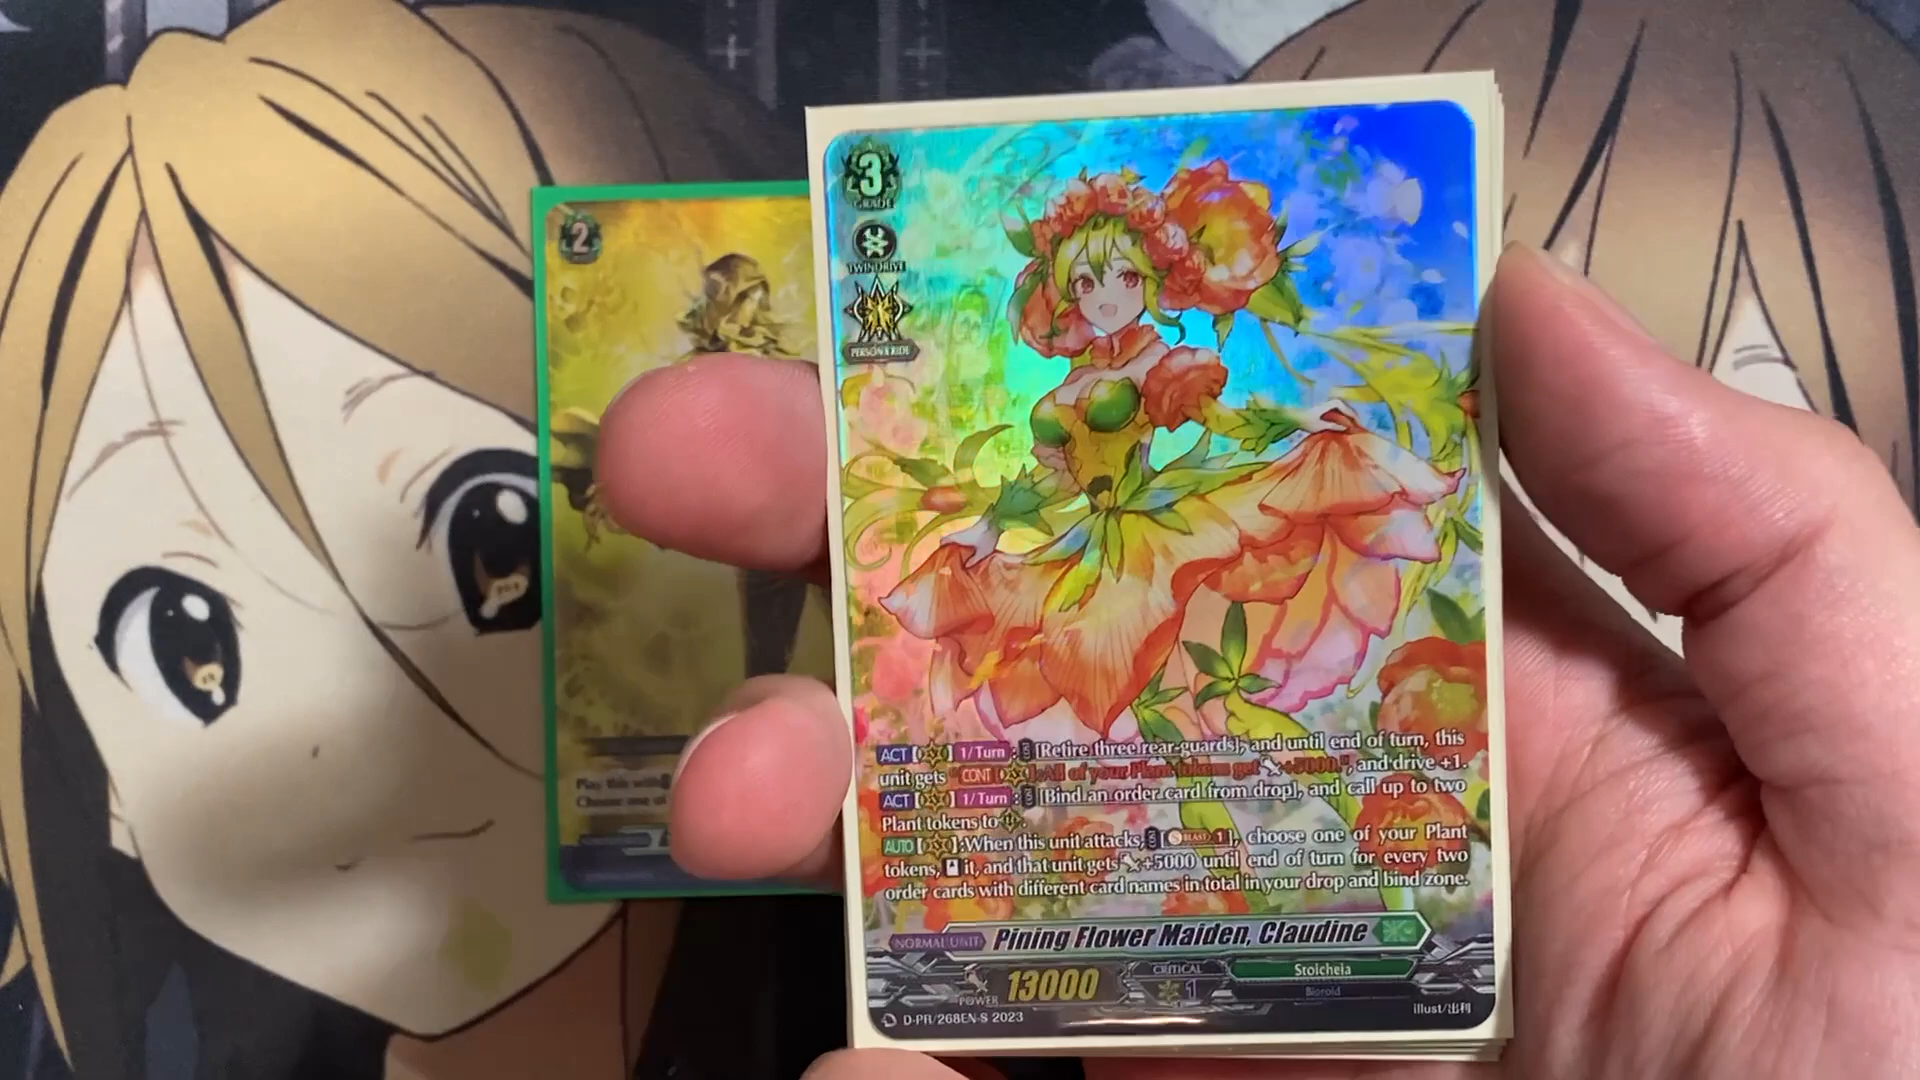 2
Play this with
Choose one
3
GRADE
TWIN DRIVE
PERSONA RIDE
ACT [ ] 1/Turn : COST [Retire three rear-guards], and until end of turn, this
unit gets "CONT [ ]:All of your Plant tokens get +5000.", and drive +1.
ACT [ ] 1/Turn : COST [Bind an order card from drop], and call up to two
Plant tokens to .
AUTO [ ]:When this unit attacks, COST [BLAST 1], choose one of your Plant
tokens, it, and that unit gets +5000 until end of turn for every two
order cards with different card names in total in your drop and bind zone.
NORMAL UNIT Pining Flower Maiden, Claudine
POWER 13000 CRITICAL 1 Stoicheia
Bioroid
D-PR/268EN-S 2023 illust/出利